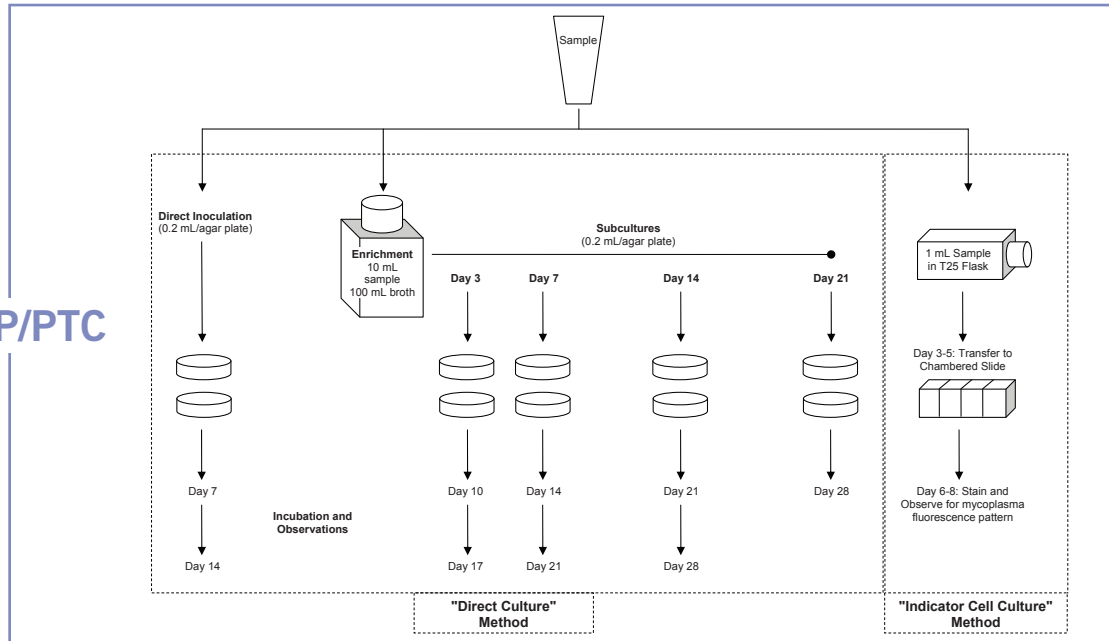 Sample
Direct Inoculation
(0.2 mL/agar plate)
Enrichment
10 mL
sample
100 mL broth
Subcultures
(0.2 mL/agar plate)
Day 3
Day 7
Day 14
Day 21
1 mL Sample
in T25 Flask
P/PTC
Day 3-5: Transfer to
Chambered Slide
Day 7
Day 10
Day 14
Day 21
Day 28
Day 6-8: Stain and
Observe for mycoplasma
fluorescence pattern
Incubation and
Observations
Day 14
Day 17
Day 21
Day 28
"Direct Culture"
Method
"Indicator Cell Culture"
Method